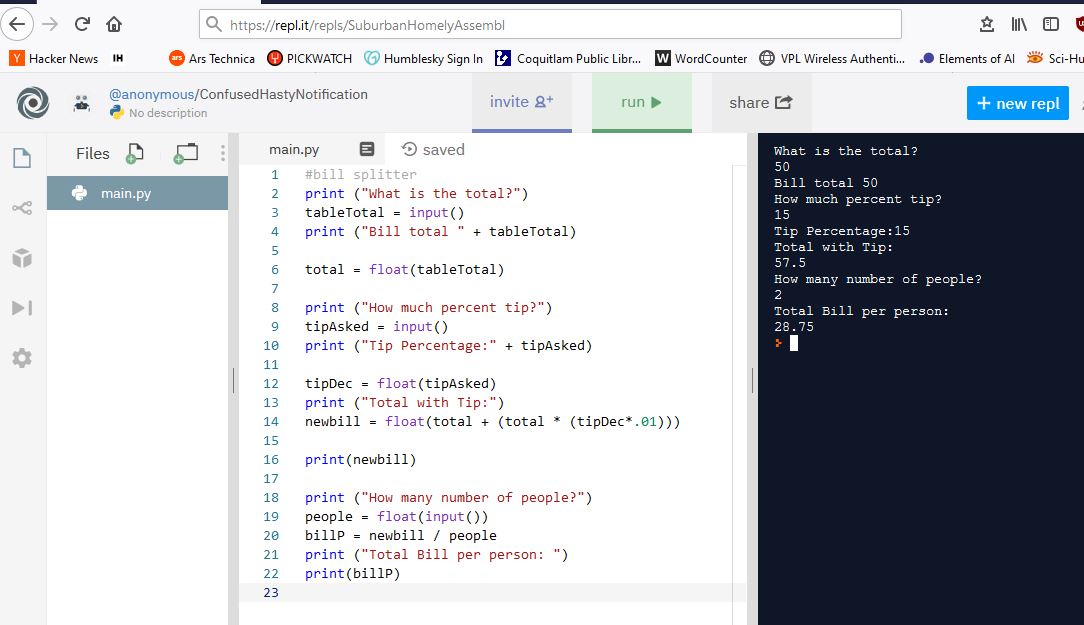 https://repl.it/repls/SuburbanHomelyAssembl
Y Hacker News IH ars Ars Technica PICKWATCH Humblesky Sign In Coquitlam Public Libr... W WordCounter VPL Wireless Authenti... Elements of AI Sci-Hu
@anonymous/ConfusedHastyNotification
No description
invite
run
share
+ new repl
Files
main.py
main.py
saved
1 #bill splitter
2 print ("What is the total?")
3 tableTotal = input()
4 print ("Bill total " + tableTotal)
5
6 total = float(tableTotal)
7
8 print ("How much percent tip?")
9 tipAsked = input()
10 print ("Tip Percentage:" + tipAsked)
11
12 tipDec = float(tipAsked)
13 print ("Total with Tip:")
14 newbill = float(total + (total * (tipDec*.01)))
15
16 print(newbill)
17
18 print ("How many number of people?")
19 people = float(input())
20 billP = newbill / people
21 print ("Total Bill per person: ")
22 print(billP)
23
What is the total?
50
Bill total 50
How much percent tip?
15
Tip Percentage:15
Total with Tip:
57.5
How many number of people?
2
Total Bill per person:
28.75